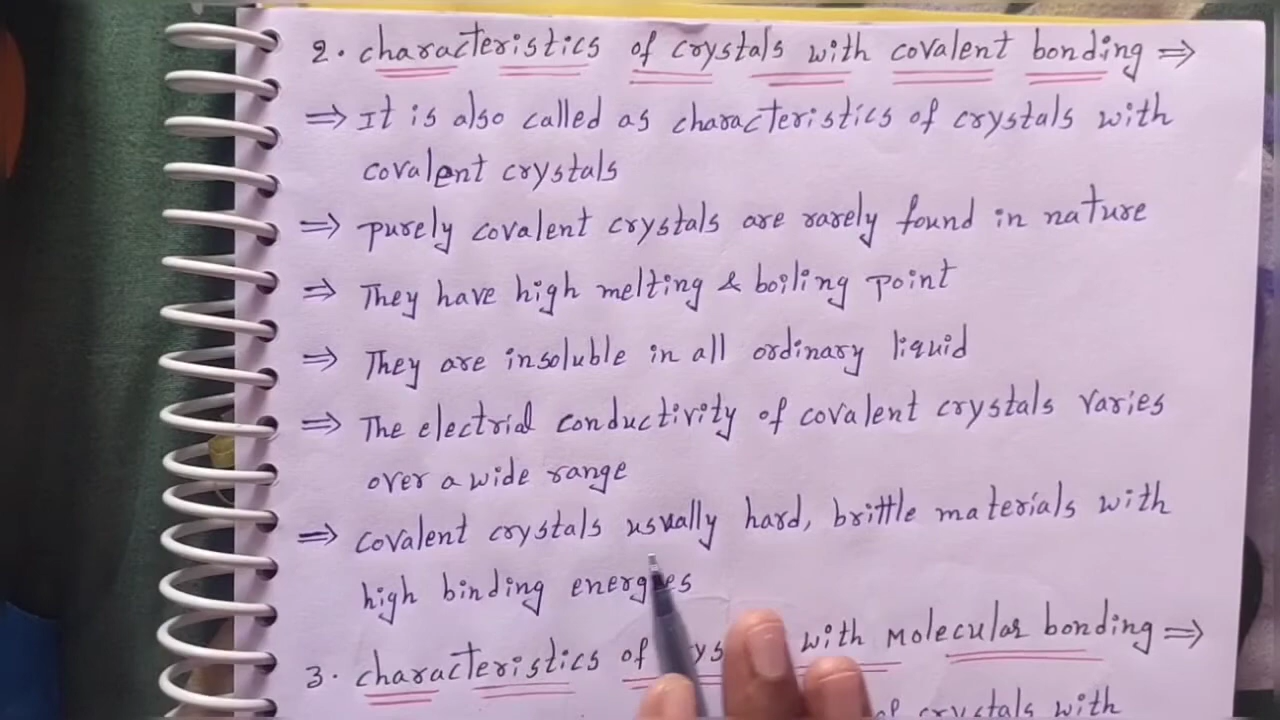 2. characteristics of crystals with covalent bonding ⇒
⇒ It is also called as characteristics of crystals with
covalent crystals
⇒ purely covalent crystals are rarely found in nature
⇒ They have high melting & boiling point
⇒ They are insoluble in all ordinary liquid
⇒ The electrial conductivity of covalent crystals varies
over a wide range
⇒ covalent crystals usually hard, brittle materials with
high binding energies
3. characteristics of with Molecular bonding ⇒
of crystals with